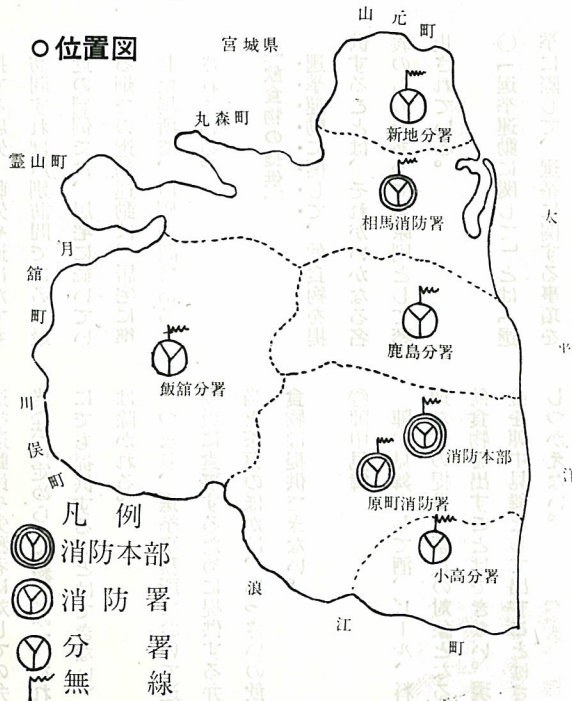 ○位置図
山元町
宮城県
丸森町
霊山町
新地分署
相馬消防署
太平洋
月舘町
鹿島分署
飯舘分署
川俣町
消防本部
原町消防署
小高分署
浪江町
凡例
消防本部
消防署
分署
無線